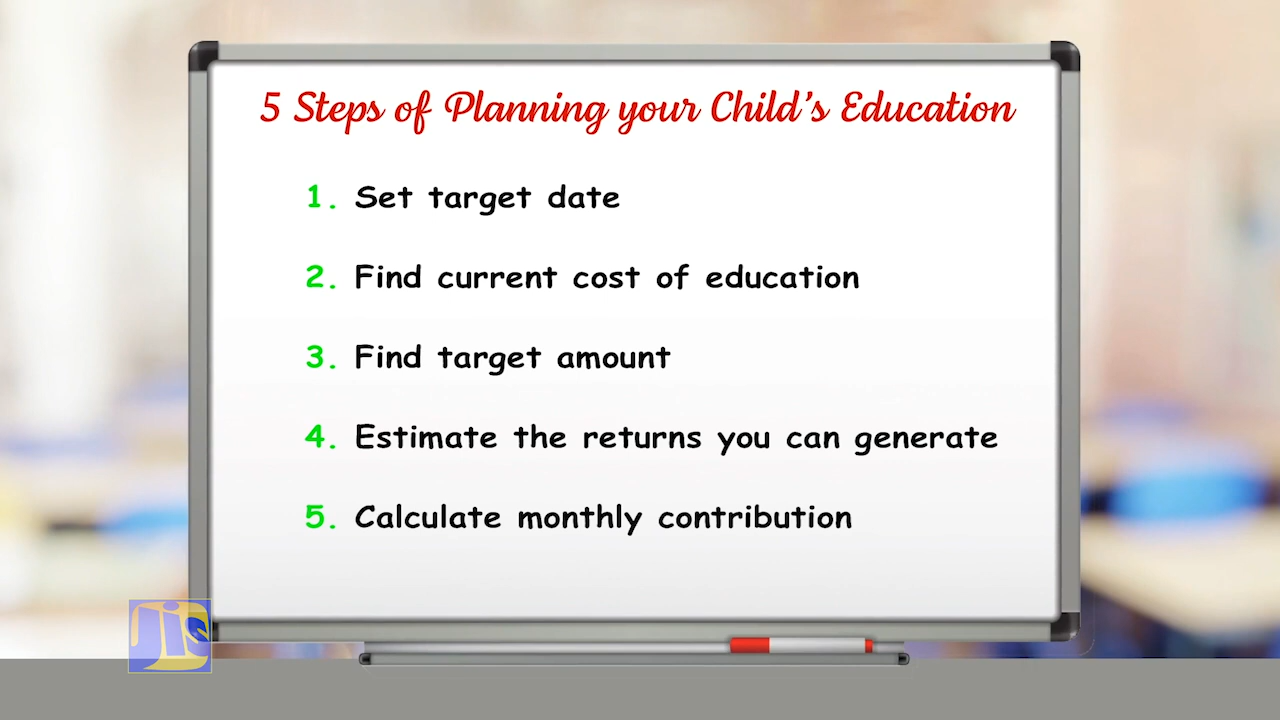 5 Steps of Planning your Child's Education
1. Set target date
2. Find current cost of education
3. Find target amount
4. Estimate the returns you can generate
5. Calculate monthly contribution
JIS